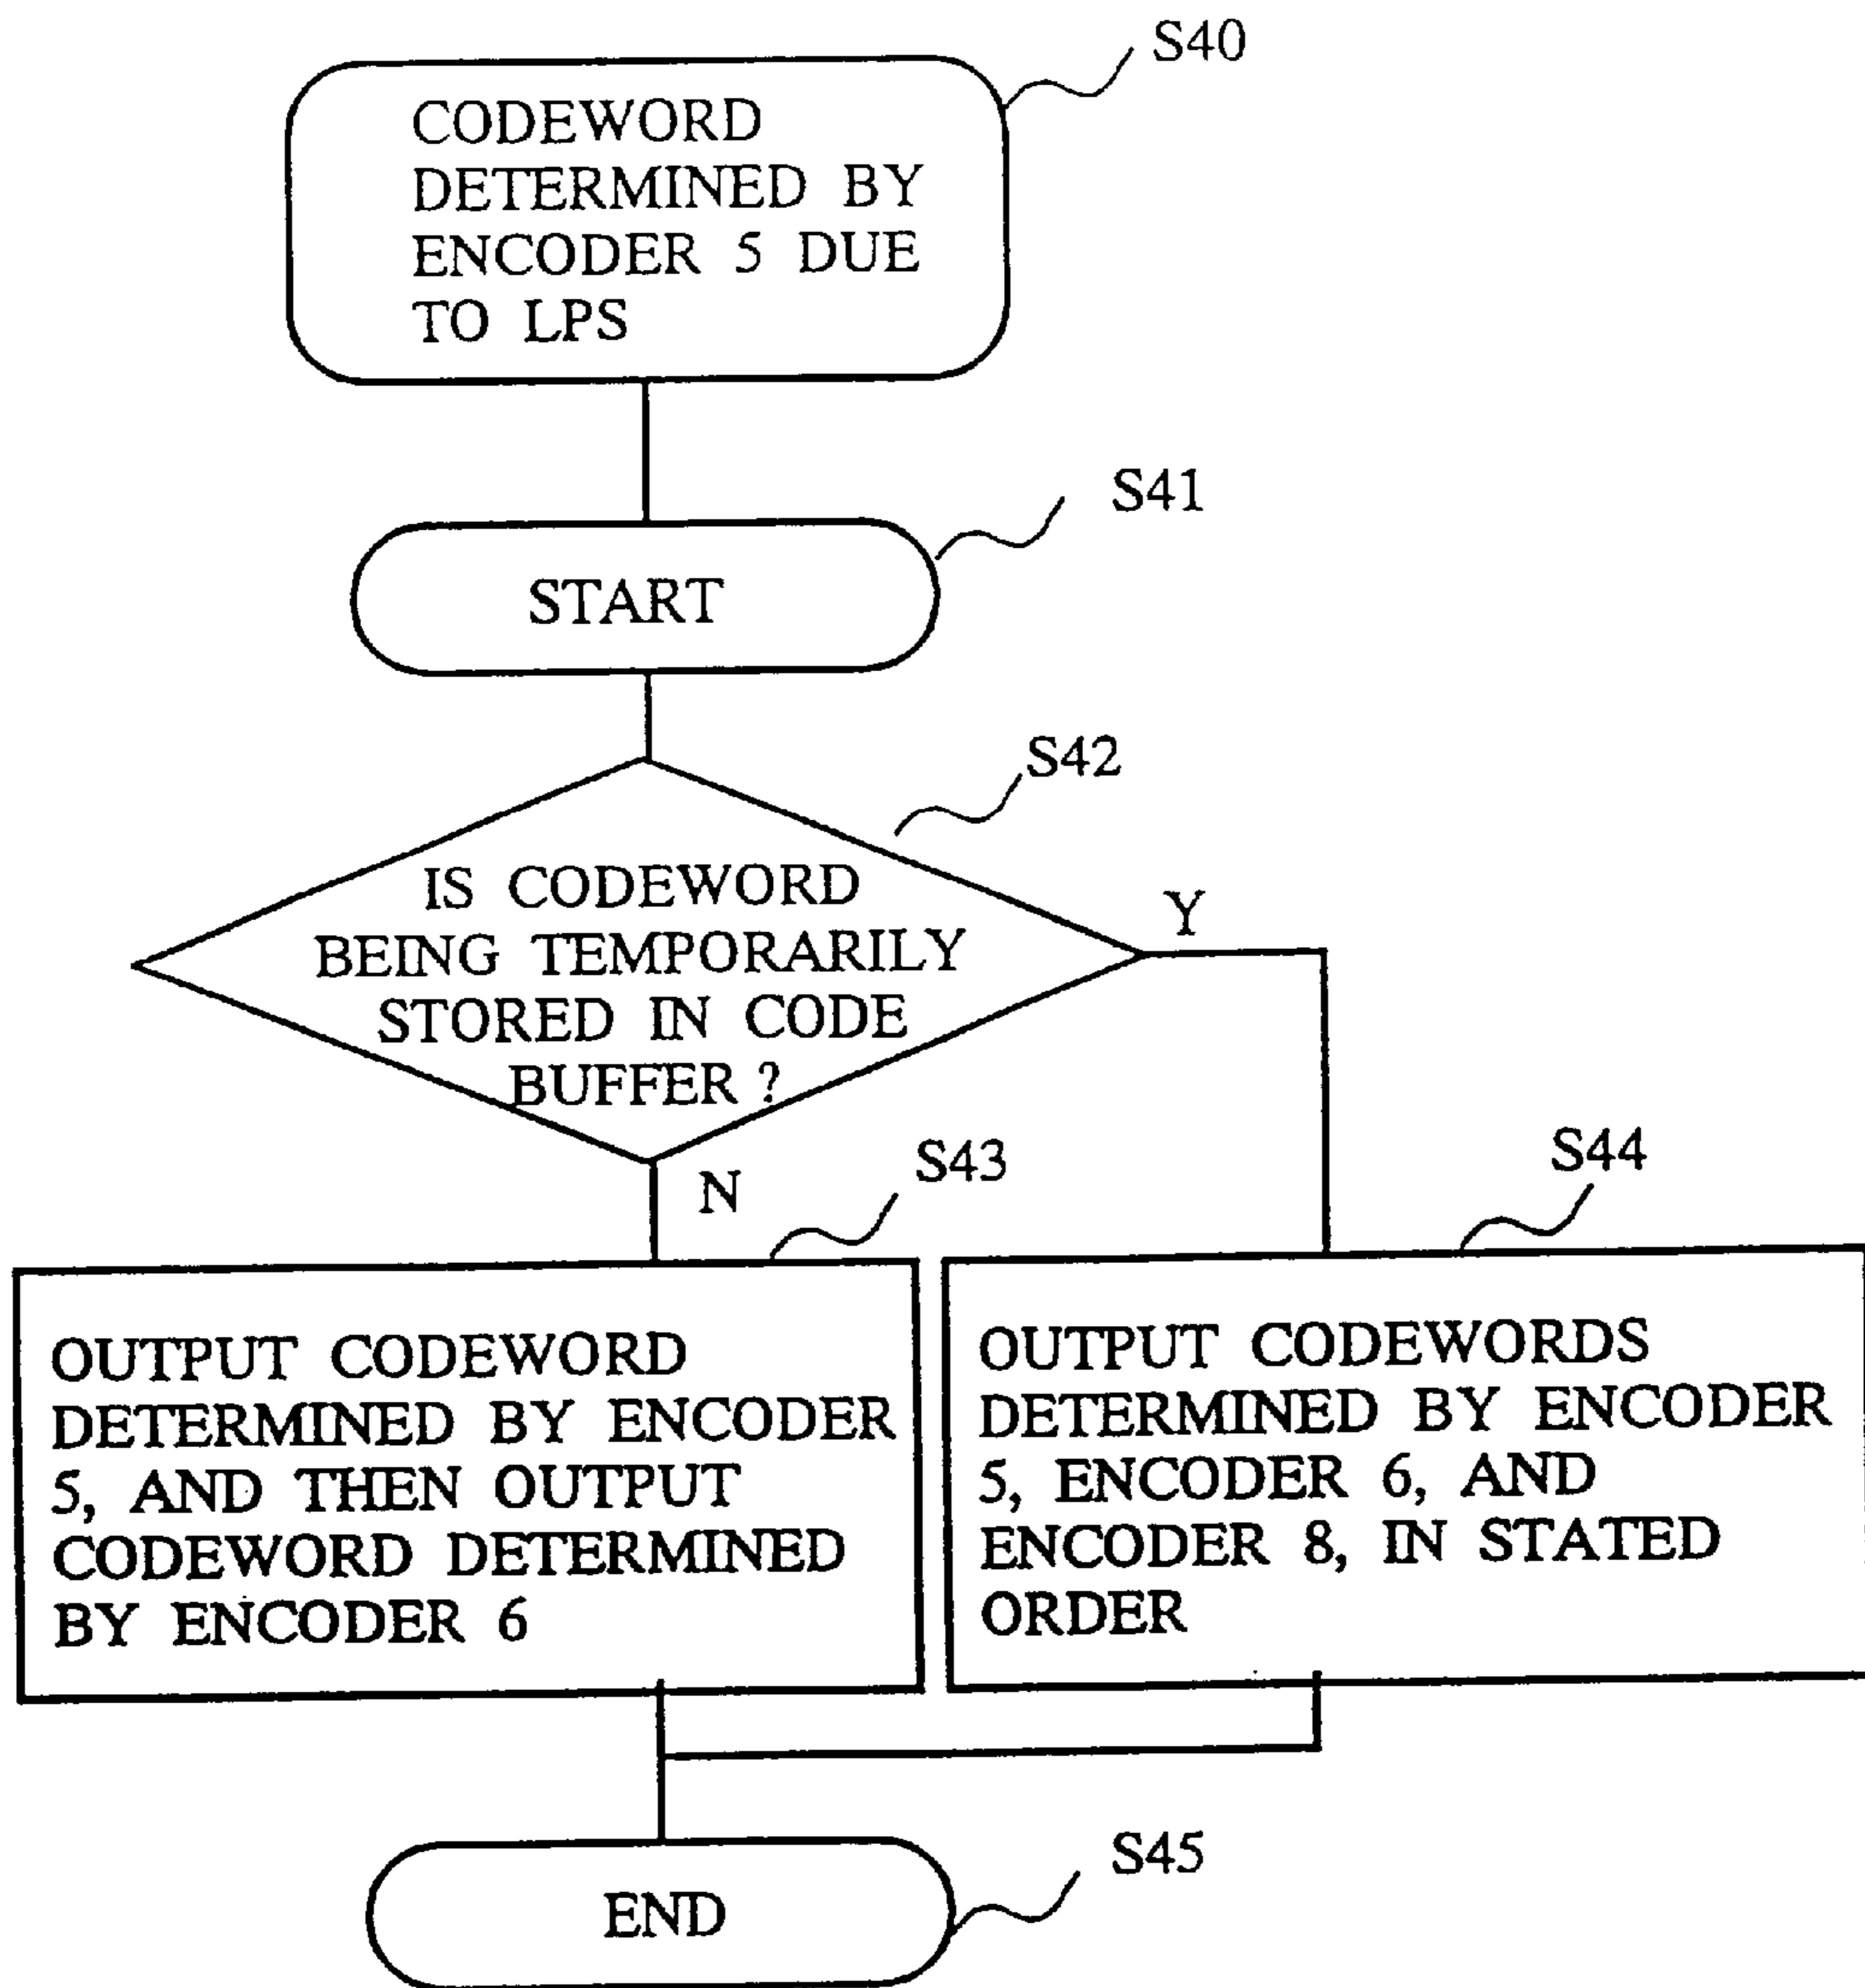 S40
CODEWORD
DETERMINED BY
ENCODER 5 DUE
TO LPS
S41
START
S42
IS CODEWORD
BEING TEMPORARILY
STORED IN CODE
BUFFER ?
Y
N
S43
S44
OUTPUT CODEWORD
DETERMINED BY ENCODER
5, AND THEN OUTPUT
CODEWORD DETERMINED
BY ENCODER 6
OUTPUT CODEWORDS
DETERMINED BY ENCODER
5, ENCODER 6, AND
ENCODER 8, IN STATED
ORDER
S45
END